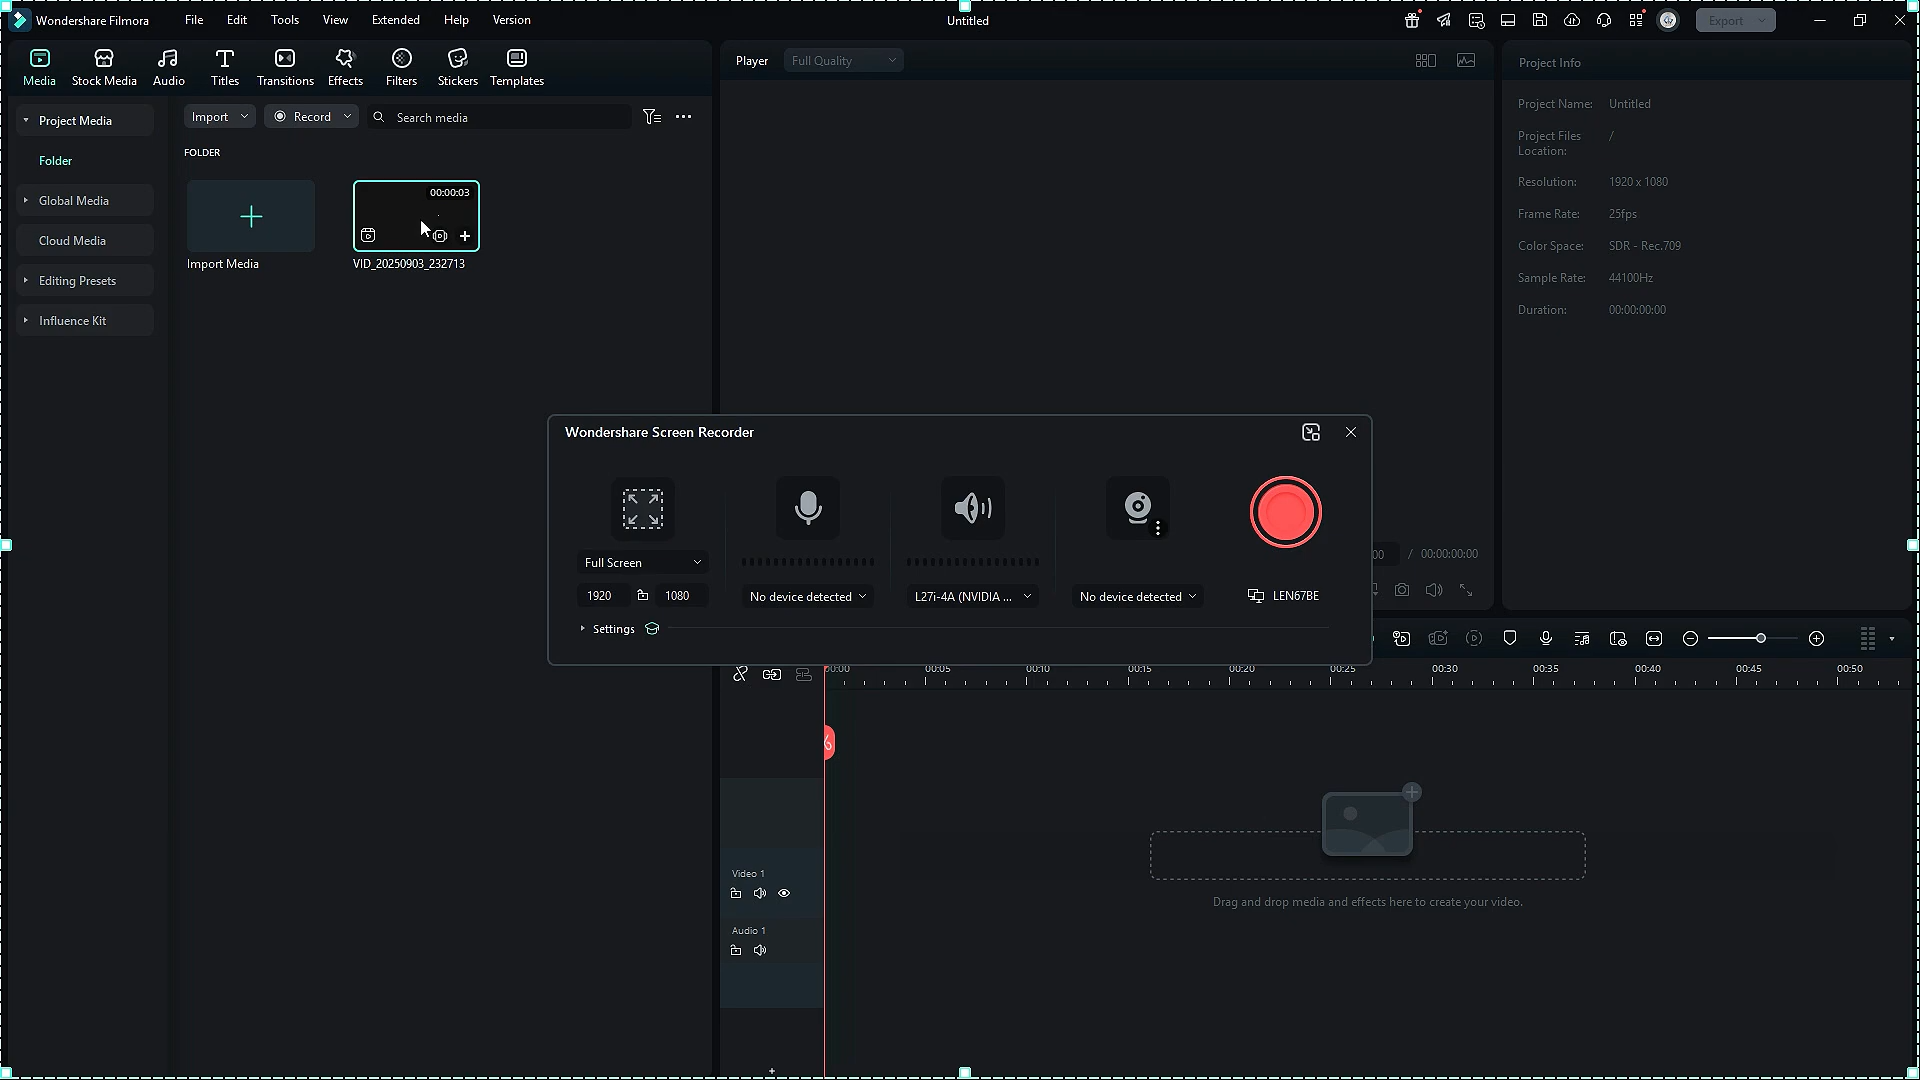 Wondershare Filmora
File
Edit
Tools
View
Extended
Help
Version
Untitled
Export
Media
Stock Media
Audio
Titles
Transitions
Effects
Filters
Stickers
Templates
Player
Full Quality
Project Info
Project Media
Folder
Global Media
Cloud Media
Editing Presets
Influence Kit
Import
Record
Search media
FOLDER
Import Media
00:00:03
VID_20250903_232713
Project Name: Untitled
Project Files Location: /
Resolution: 1920 x 1080
Frame Rate: 25fps
Color Space: SDR - Rec.709
Sample Rate: 44100Hz
Duration: 00:00:00:00
Wondershare Screen Recorder
Full Screen
1920
1080
No device detected
L27i-4A (NVIDIA ...
No device detected
LEN67BE
Settings
00 / 00:00:00:00
00:00
00:05
00:10
00:15
00:20
00:25
00:30
00:35
00:40
00:45
00:50
Video 1
Audio 1
Drag and drop media and effects here to create your video.